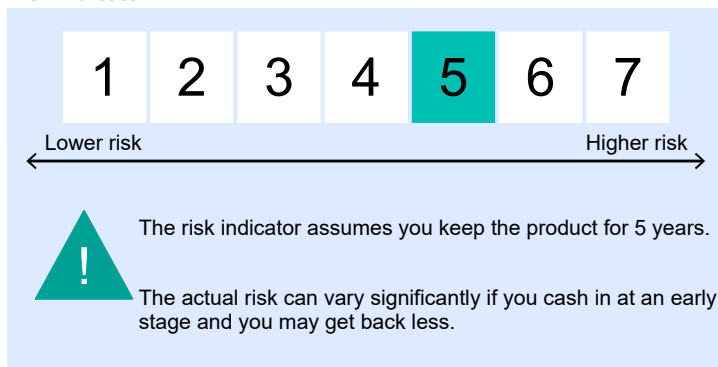 1 2 3 4 5 6 7
Lower risk Higher risk
!
The risk indicator assumes you keep the product for 5 years.
The actual risk can vary significantly if you cash in at an early
stage and you may get back less.